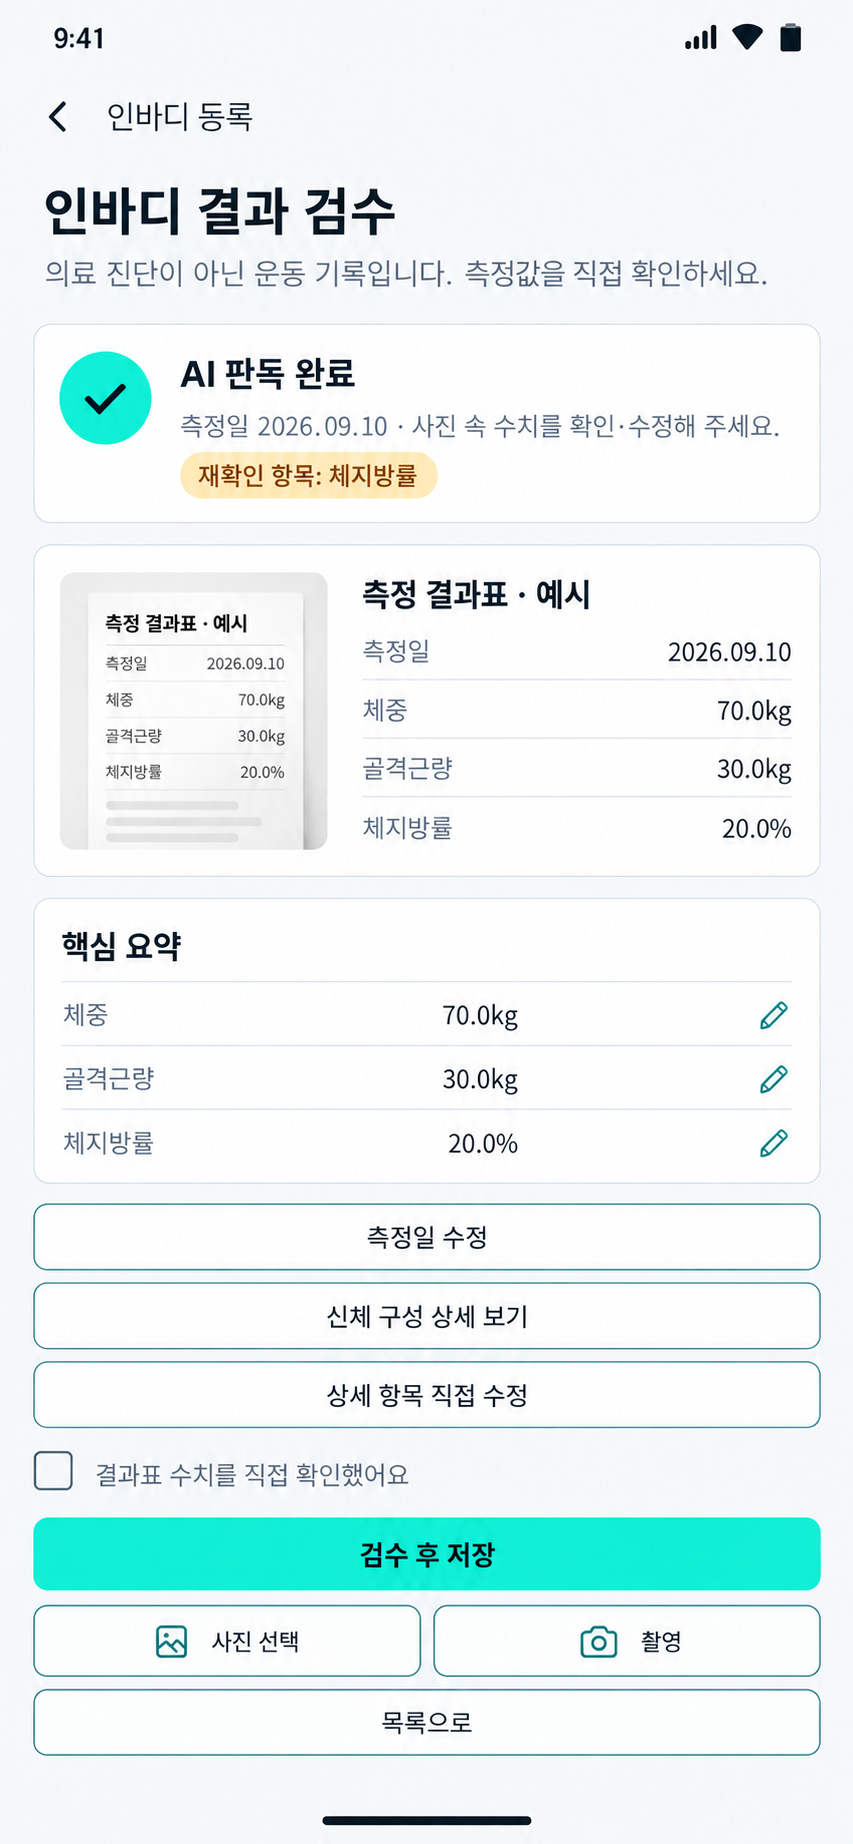 9:41
인바디 등록
인바디 결과 검수
의료 진단이 아닌 운동 기록입니다. 측정값을 직접 확인하세요.
AI 판독 완료
측정일 2026.09.10 · 사진 속 수치를 확인·수정해 주세요.
재확인 항목: 체지방률
측정 결과표 · 예시
측정일 2026.09.10
체중 70.0kg
골격근량 30.0kg
체지방률 20.0%
측정 결과표 · 예시
측정일 2026.09.10
체중 70.0kg
골격근량 30.0kg
체지방률 20.0%
핵심 요약
체중 70.0kg
골격근량 30.0kg
체지방률 20.0%
측정일 수정
신체 구성 상세 보기
상세 항목 직접 수정
결과표 수치를 직접 확인했어요
검수 후 저장
사진 선택
촬영
목록으로